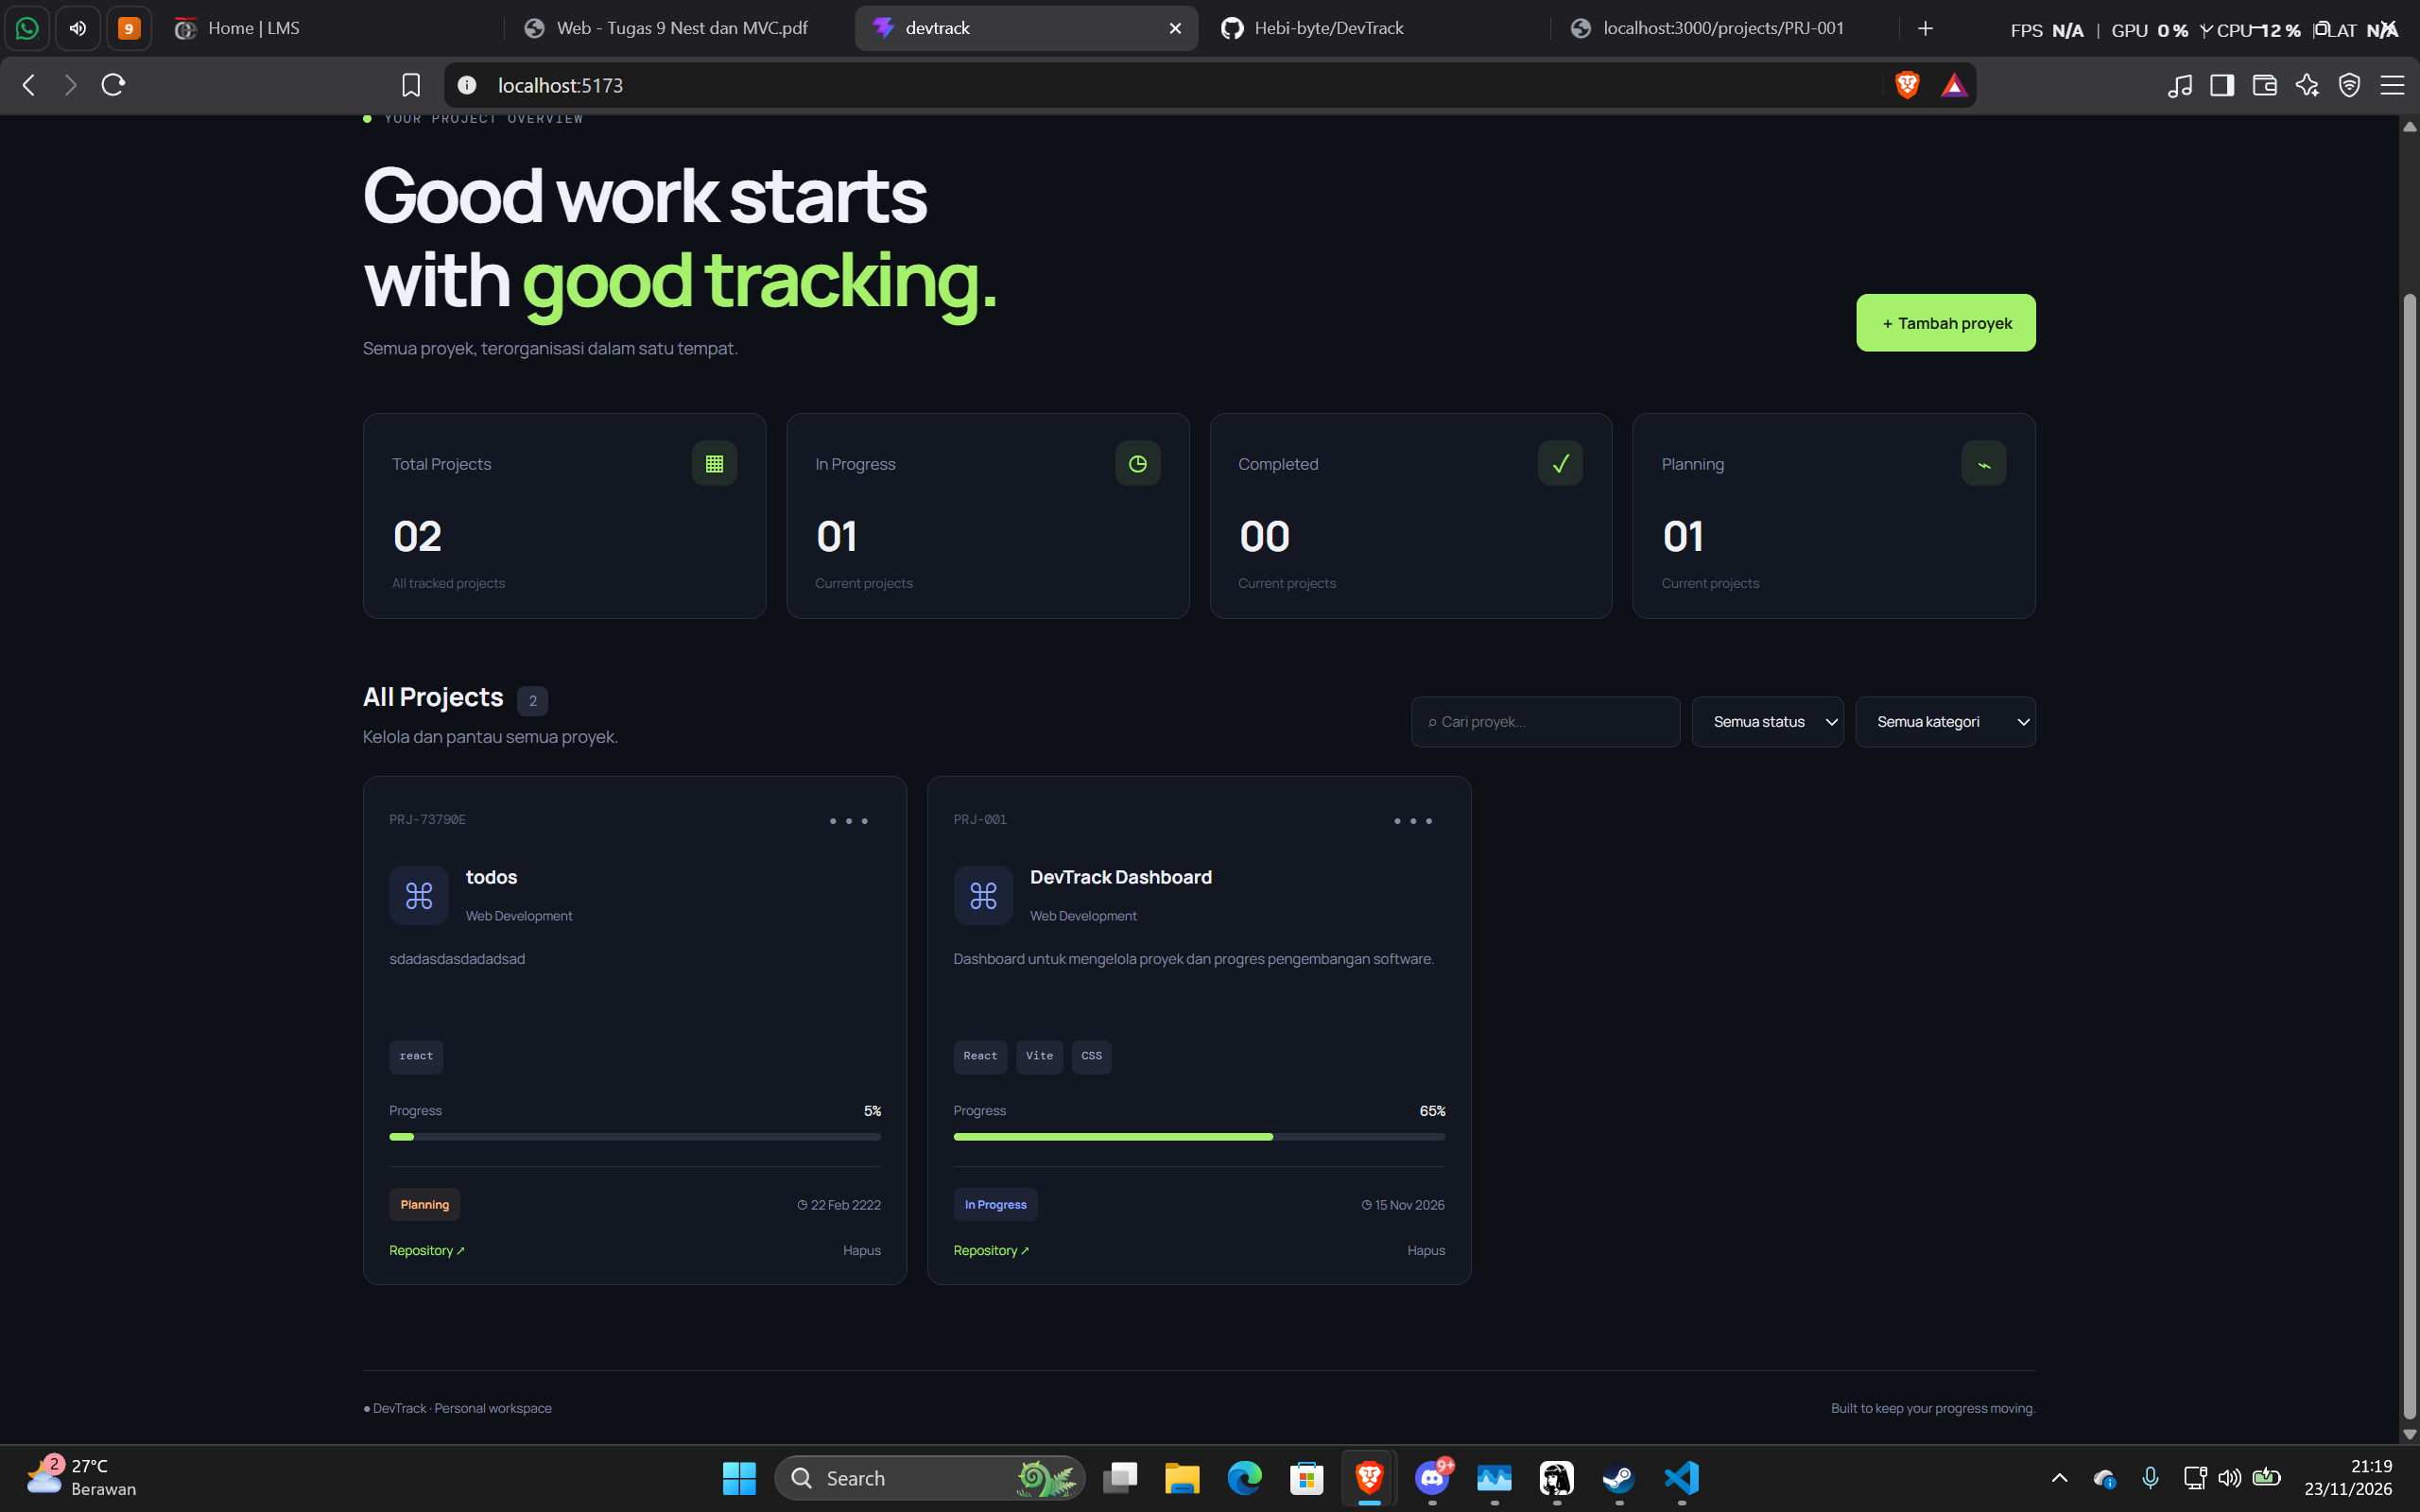 9
Home | LMS
Web - Tugas 9 Nest dan MVC.pdf
devtrack
Hebi-byte/DevTrack
localhost:3000/projects/PRJ-001
FPS N/A | GPU 0 % CPU 12 % LAT N/A
localhost:5173
YOUR PROJECT OVERVIEW
Good work starts
with good tracking.
Semua proyek, terorganisasi dalam satu tempat.
+ Tambah proyek
Total Projects
02
All tracked projects
In Progress
01
Current projects
Completed
00
Current projects
Planning
01
Current projects
All Projects 2
Kelola dan pantau semua proyek.
Cari proyek...
Semua status
Semua kategori
PRJ-73790E
todos
Web Development
sdadasdasdadadsad
react
Progress 5%
Planning
22 Feb 2222
Repository ↗
Hapus
PRJ-001
DevTrack Dashboard
Web Development
Dashboard untuk mengelola proyek dan progres pengembangan software.
React Vite CSS
Progress 65%
In Progress
15 Nov 2026
Repository ↗
Hapus
● DevTrack · Personal workspace
Built to keep your progress moving.
2
27°C
Berawan
Search
9+
21:19
23/11/2026